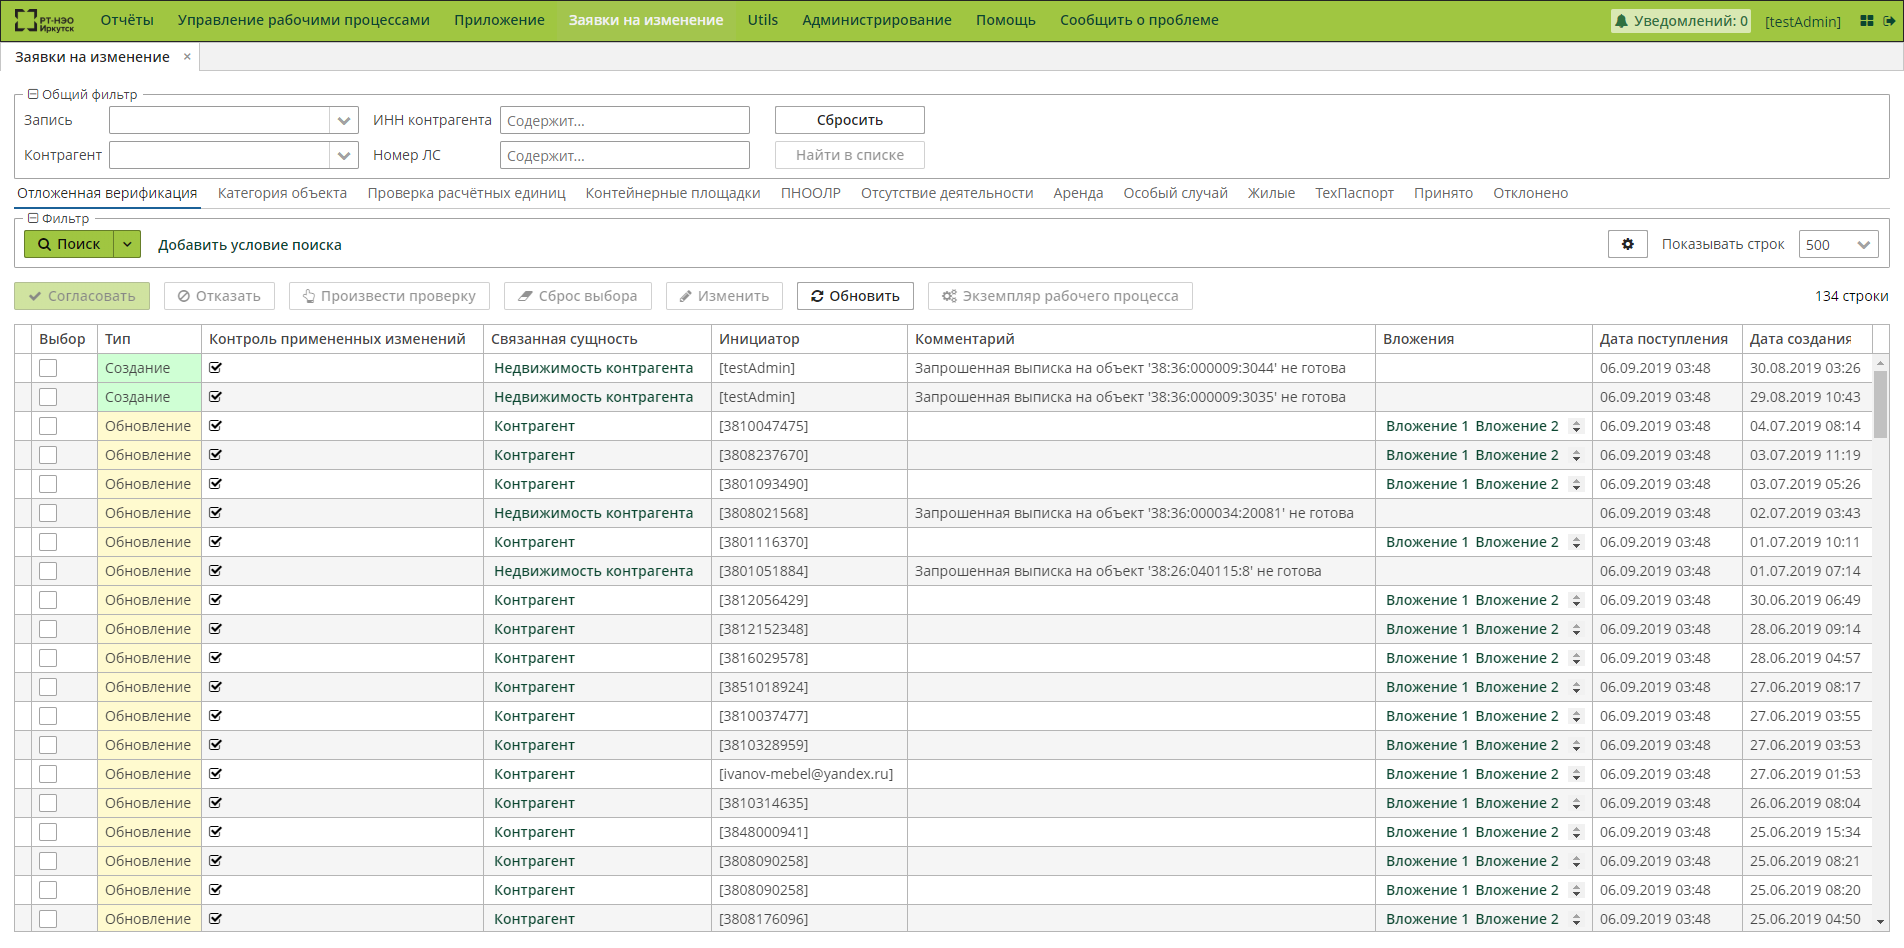 РТ-НЭО Иркутск Отчёты Управление рабочими процессами Приложение Заявки на изменение Utils Администрирование Помощь Сообщить о проблеме Уведомлений: 0 [testAdmin]
Заявки на изменение ×
Общий фильтр
Запись ИНН контрагента Содержит... Сбросить
Контрагент Номер ЛС Содержит... Найти в списке
Отложенная верификация Категория объекта Проверка расчётных единиц Контейнерные площадки ПНООЛР Отсутствие деятельности Аренда Особый случай Жилые ТехПаспорт Принято Отклонено
Фильтр
Поиск Добавить условие поиска Показывать строк 500
Согласовать Отказать Произвести проверку Сброс выбора Изменить Обновить Экземпляр рабочего процесса 134 строки
Выбор Тип Контроль примененных изменений Связанная сущность Инициатор Комментарий Вложения Дата поступления Дата создания
Создание Недвижимость контрагента [testAdmin] Запрошенная выписка на объект '38:36:000009:3044' не готова 06.09.2019 03:48 30.08.2019 03:26
Создание Недвижимость контрагента [testAdmin] Запрошенная выписка на объект '38:36:000009:3035' не готова 06.09.2019 03:48 29.08.2019 10:43
Обновление Контрагент [3810047475] Вложение 1 Вложение 2 06.09.2019 03:48 04.07.2019 08:14
Обновление Контрагент [3808237670] Вложение 1 Вложение 2 06.09.2019 03:48 03.07.2019 11:19
Обновление Контрагент [3801093490] Вложение 1 Вложение 2 06.09.2019 03:48 03.07.2019 05:26
Обновление Недвижимость контрагента [3808021568] Запрошенная выписка на объект '38:36:000034:20081' не готова 06.09.2019 03:48 02.07.2019 03:43
Обновление Контрагент [3801116370] Вложение 1 Вложение 2 06.09.2019 03:48 01.07.2019 10:11
Обновление Недвижимость контрагента [3801051884] Запрошенная выписка на объект '38:26:040115:8' не готова 06.09.2019 03:48 01.07.2019 07:14
Обновление Контрагент [3812056429] Вложение 1 Вложение 2 06.09.2019 03:48 30.06.2019 06:49
Обновление Контрагент [3812152348] Вложение 1 Вложение 2 06.09.2019 03:48 28.06.2019 09:14
Обновление Контрагент [3816029578] Вложение 1 Вложение 2 06.09.2019 03:48 28.06.2019 04:57
Обновление Контрагент [3851018924] Вложение 1 Вложение 2 06.09.2019 03:48 27.06.2019 08:17
Обновление Контрагент [3810037477] Вложение 1 Вложение 2 06.09.2019 03:48 27.06.2019 03:55
Обновление Контрагент [3810328959] Вложение 1 Вложение 2 06.09.2019 03:48 27.06.2019 03:53
Обновление Контрагент [ivanov-mebel@yandex.ru] Вложение 1 Вложение 2 06.09.2019 03:48 27.06.2019 01:53
Обновление Контрагент [3810314635] Вложение 1 Вложение 2 06.09.2019 03:48 26.06.2019 08:04
Обновление Контрагент [3848000941] Вложение 1 Вложение 2 06.09.2019 03:48 25.06.2019 15:34
Обновление Контрагент [3808090258] Вложение 1 Вложение 2 06.09.2019 03:48 25.06.2019 08:21
Обновление Контрагент [3808090258] Вложение 1 Вложение 2 06.09.2019 03:48 25.06.2019 08:20
Обновление Контрагент [3808176096] Вложение 1 Вложение 2 06.09.2019 03:48 25.06.2019 04:50